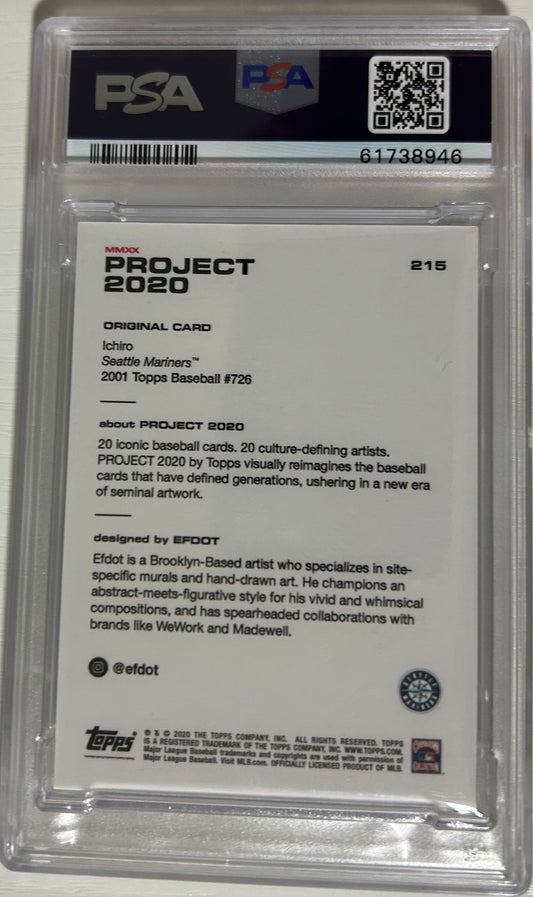 PSA
PSA
61738946
MMXX
PROJECT
2020
215
ORIGINAL CARD
Ichiro
Seattle Mariners™
2001 Topps Baseball #726
about PROJECT 2020
20 iconic baseball cards. 20 culture-defining artists.
PROJECT 2020 by Topps visually reimagines the baseball
cards that have defined generations, ushering in a new era
of seminal artwork.
designed by EFDOT
Efdot is a Brooklyn-Based artist who specializes in site-
specific murals and hand-drawn art. He champions an
abstract-meets-figurative style for his vivid and whimsical
compositions, and has spearheaded collaborations with
brands like WeWork and Madewell.
@efdot
SEATTLE
MARINERS
topps
® & © 2020 THE TOPPS COMPANY, INC. ALL RIGHTS RESERVED. TOPPS
IS A REGISTERED TRADEMARK OF THE TOPPS COMPANY, INC. WWW.TOPPS.COM.
Major League Baseball trademarks and copyrights are used with permission of
Major League Baseball. Visit MLB.com. OFFICIALLY LICENSED PRODUCT OF MLB.